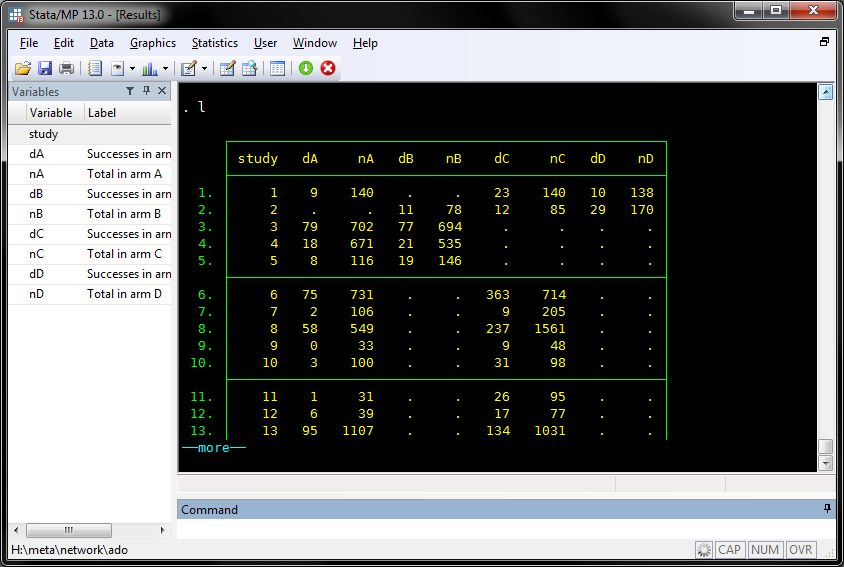 Stata/MP 13.0 - [Results]
File Edit Data Graphics Statistics User Window Help
Variables
Variable Label
study
dA Successes in arm
nA Total in arm A
dB Successes in arm
nB Total in arm B
dC Successes in arm
nC Total in arm C
dD Successes in arm
nD Total in arm D
. l
study dA nA dB nB dC nC dD nD
1. 1 9 140 . . 23 140 10 138
2. 2 . . 11 78 12 85 29 170
3. 3 79 702 77 694 . . . .
4. 4 18 671 21 535 . . . .
5. 5 8 116 19 146 . . . .
6. 6 75 731 . . 363 714 . .
7. 7 2 106 . . 9 205 . .
8. 8 58 549 . . 237 1561 . .
9. 9 0 33 . . 9 48 . .
10. 10 3 100 . . 31 98 . .
11. 11 1 31 . . 26 95 . .
12. 12 6 39 . . 17 77 . .
13. 13 95 1107 . . 134 1031 . .
—more—
Command
H:\meta\network\ado
CAP NUM OVR